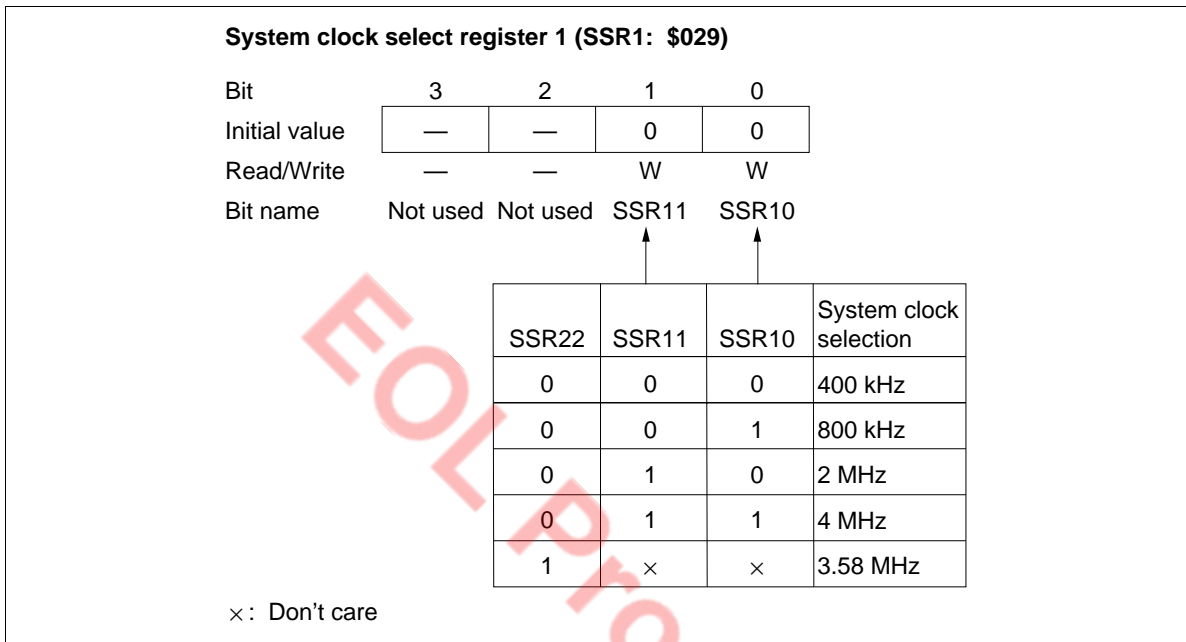 System clock select register 1 (SSR1: $029)
Bit 3 2 1 0
Initial value — — 0 0
Read/Write — — W W
Bit name Not used Not used SSR11 SSR10
SSR22 SSR11 SSR10 System clock selection
0 0 0 400 kHz
0 0 1 800 kHz
0 1 0 2 MHz
0 1 1 4 MHz
1 × × 3.58 MHz
×: Don't care
EOL Pro